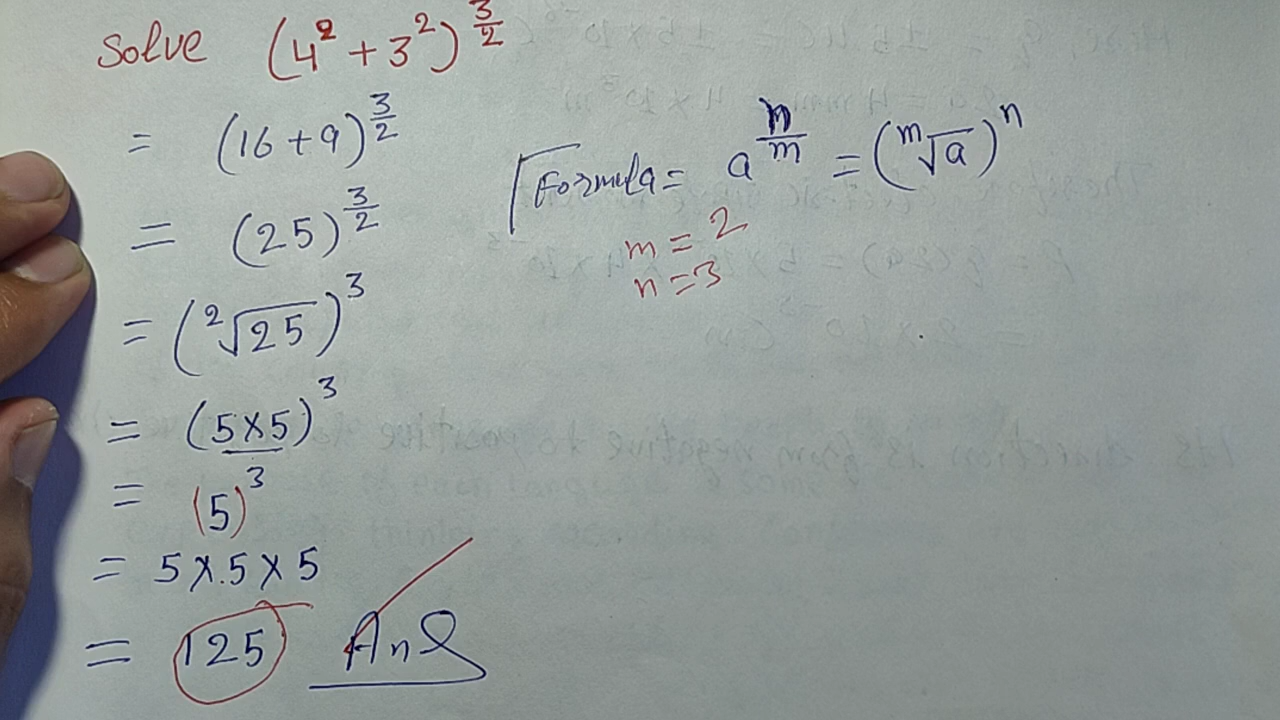 Solve (4² + 3²)^(3/2)
= (16 + 9)^(3/2)
= (25)^(3/2)
= (²√25)³
= (5×5)³
= (5)³
= 5×5×5
= 125 Ans
Formula = a^(n/m) = (ᵐ√a)ⁿ
m = 2
n = 3